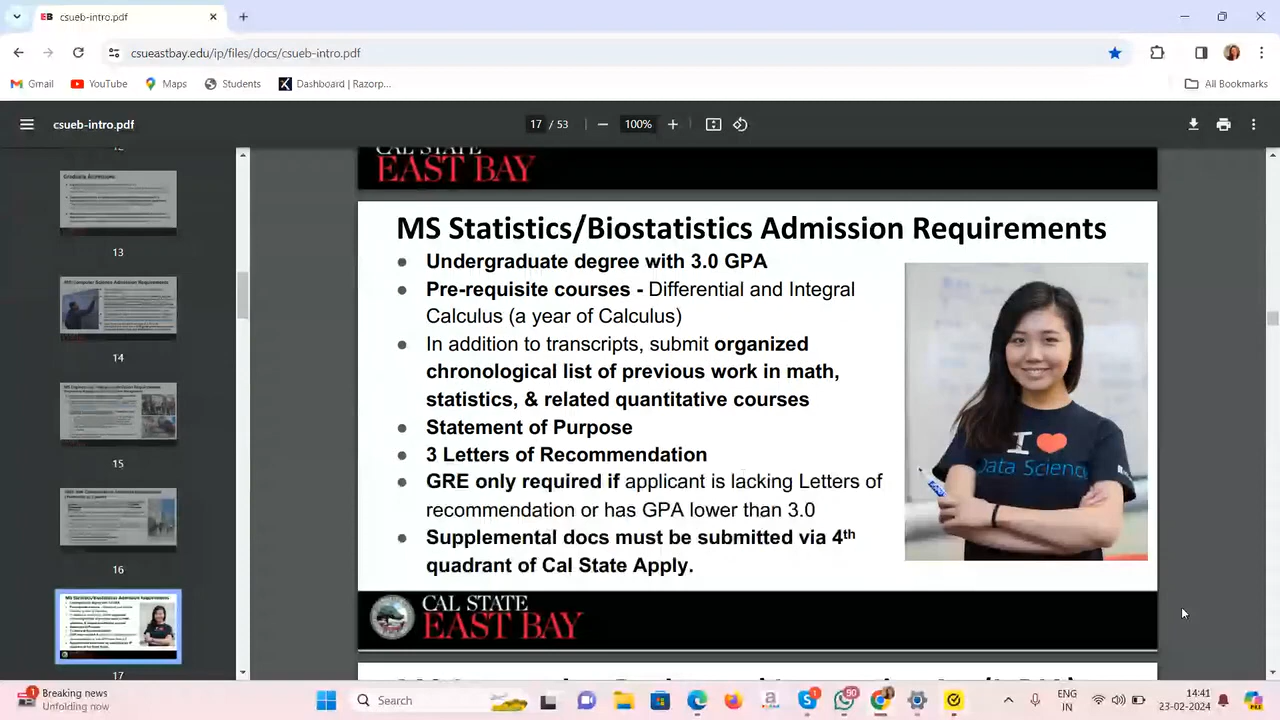 csueb-intro.pdf
csueastbay.edu/ip/files/docs/csueb-intro.pdf
Gmail YouTube Maps Students Dashboard | Razorp... All Bookmarks
csueb-intro.pdf 17 / 53 100%
13
14
15
16
17
CAL STATE
EAST BAY
MS Statistics/Biostatistics Admission Requirements
● Undergraduate degree with 3.0 GPA
● Pre-requisite courses - Differential and Integral
Calculus (a year of Calculus)
● In addition to transcripts, submit organized
chronological list of previous work in math,
statistics, & related quantitative courses
● Statement of Purpose
● 3 Letters of Recommendation
● GRE only required if applicant is lacking Letters of
recommendation or has GPA lower than 3.0
● Supplemental docs must be submitted via 4th
quadrant of Cal State Apply.
I
Data Science
CAL STATE
EAST BAY
1 Breaking news
Unfolding now
Search
1
90
ENG
IN
14:41
23-02-2024